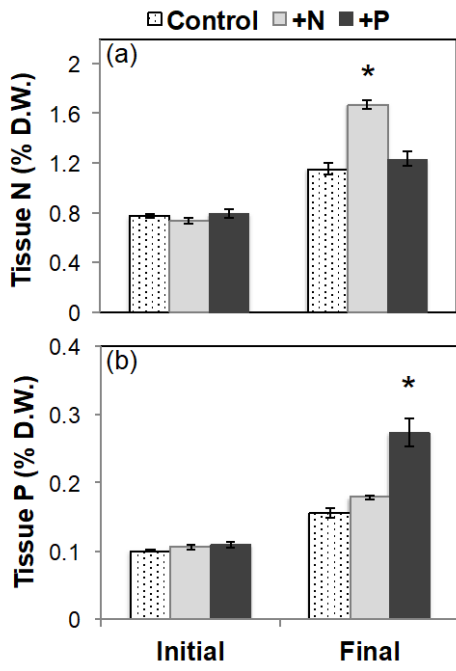 Control +N +P
(a)
*
Tissue N (% D.W.)
2
1.6
1.2
0.8
0.4
0
(b)
*
Tissue P (% D.W.)
0.4
0.3
0.2
0.1
0
Initial Final